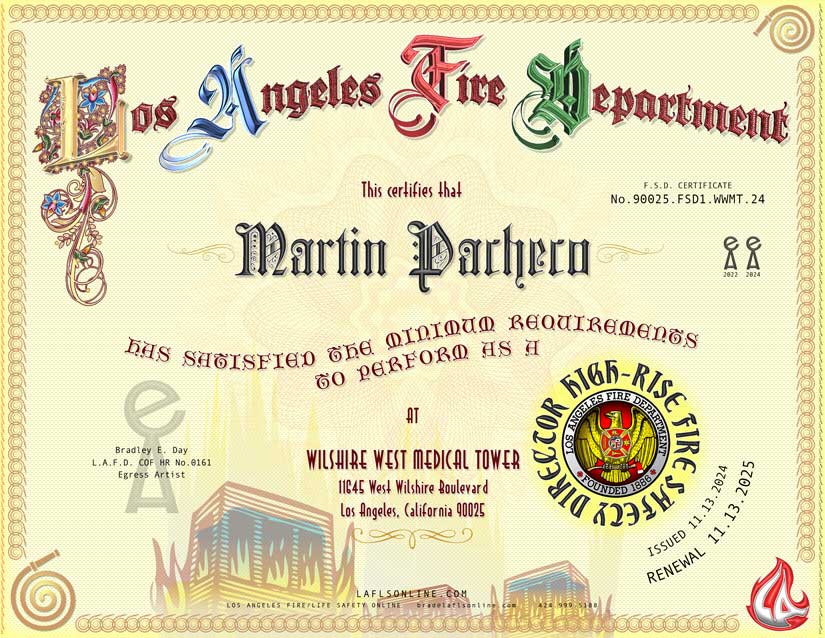 Los Angeles Fire Department
This certifies that
F.S.D. CERTIFICATE
No.90025.FSD1.WWMT.24
Martin Pacheco
2022 2024
HAS SATISFIED THE MINIMUM REQUIREMENTS
TO PERFORM AS A
HIGH-RISE FIRE SAFETY DIRECTOR
LOS ANGELES FIRE DEPARTMENT
FOUNDED 1886
AT
Bradley E. Day
L.A.F.D. COF HR No.0161
Egress Artist
WILSHIRE WEST MEDICAL TOWER
11645 West Wilshire Boulevard
Los Angeles, California 90025
ISSUED 11.13.2024
RENEWAL 11.13.2025
LAFLSONLINE.COM
LOS ANGELES FIRE/LIFE SAFETY ONLINE